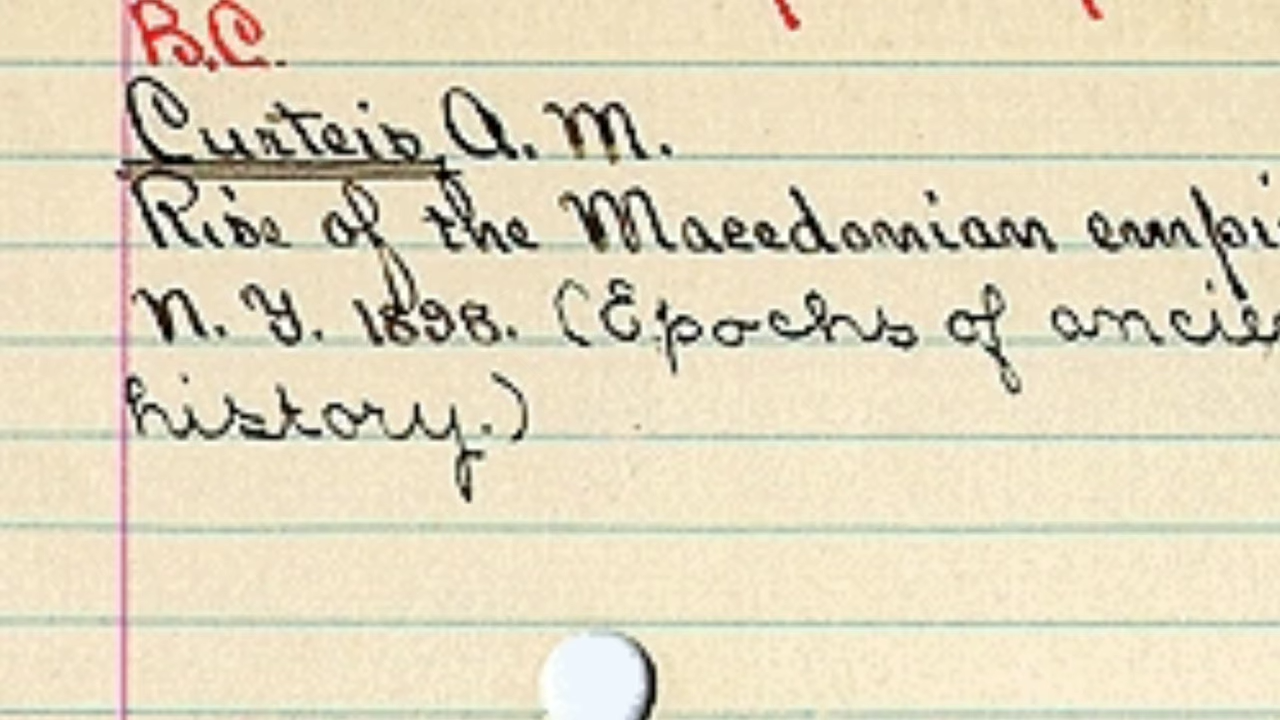 B.C.
Curteis, A. M.
Rise of the Macedonian empi
N. Y. 1898. (Epochs of ancie
history.)